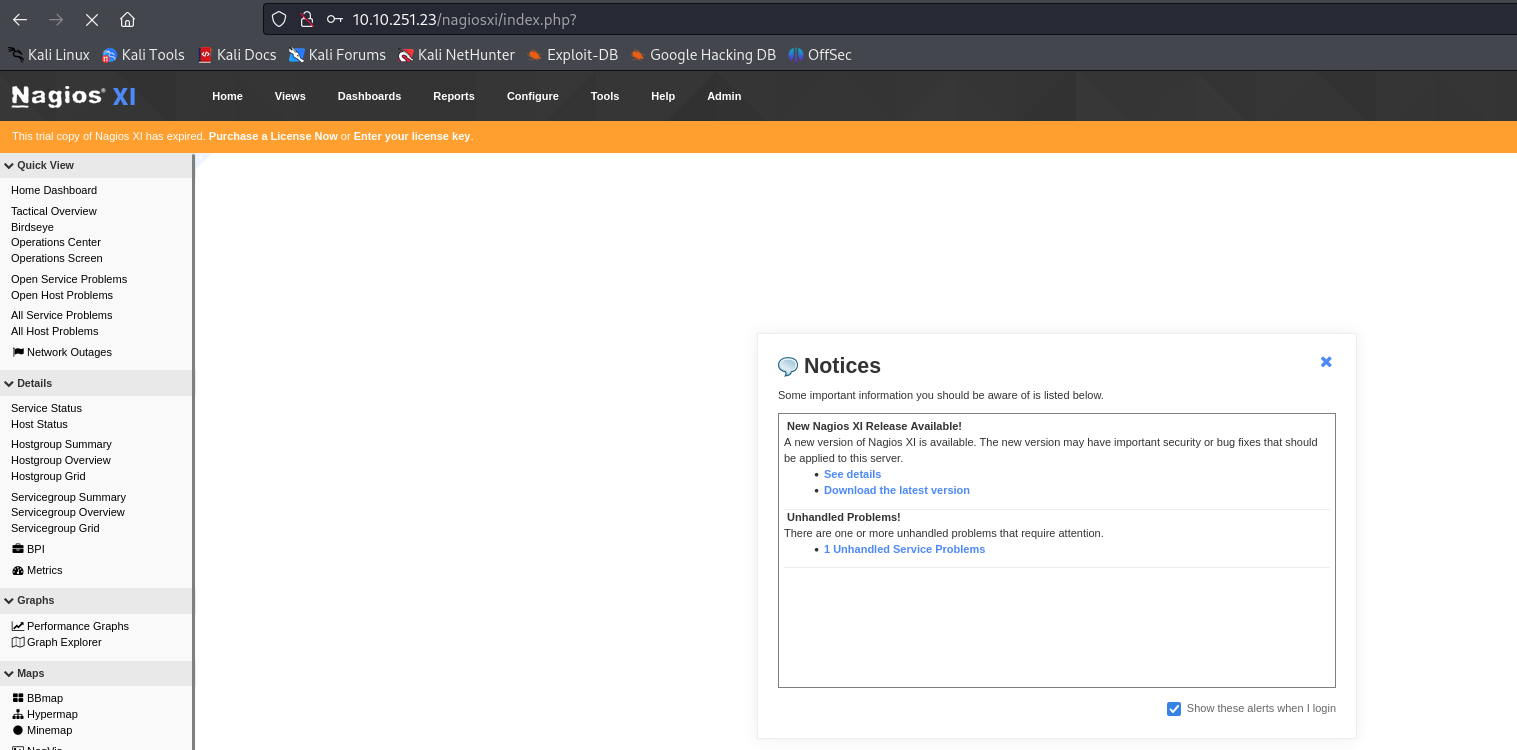 10.10.251.23/nagiosxi/index.php?
Kali Linux Kali Tools Kali Docs Kali Forums Kali NetHunter Exploit-DB Google Hacking DB OffSec
Nagios® XI Home Views Dashboards Reports Configure Tools Help Admin
This trial copy of Nagios XI has expired. Purchase a License Now or Enter your license key.
Quick View
Home Dashboard
Tactical Overview
Birdseye
Operations Center
Operations Screen
Open Service Problems
Open Host Problems
All Service Problems
All Host Problems
Network Outages
Details
Service Status
Host Status
Hostgroup Summary
Hostgroup Overview
Hostgroup Grid
Servicegroup Summary
Servicegroup Overview
Servicegroup Grid
BPI
Metrics
Graphs
Performance Graphs
Graph Explorer
Maps
BBmap
Hypermap
Minemap
Notices
Some important information you should be aware of is listed below.
New Nagios XI Release Available!
A new version of Nagios XI is available. The new version may have important security or bug fixes that should
be applied to this server.
• See details
• Download the latest version
Unhandled Problems!
There are one or more unhandled problems that require attention.
• 1 Unhandled Service Problems
Show these alerts when I login